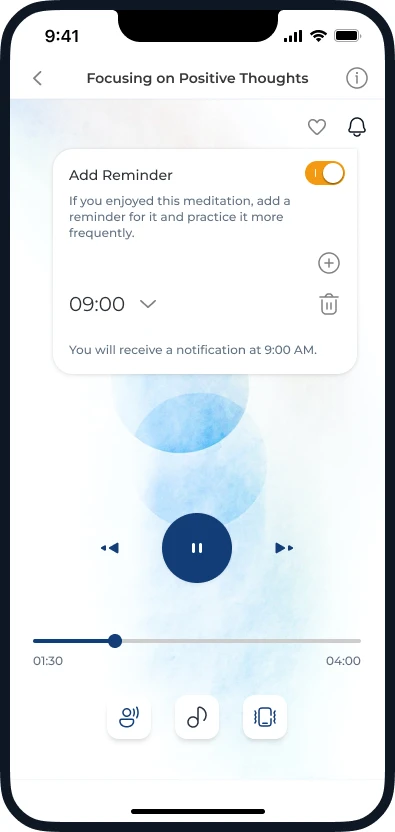 9:41
Focusing on Positive Thoughts
Add Reminder
If you enjoyed this meditation, add a
reminder for it and practice it more
frequently.
09:00
You will receive a notification at 9:00 AM.
01:30
04:00